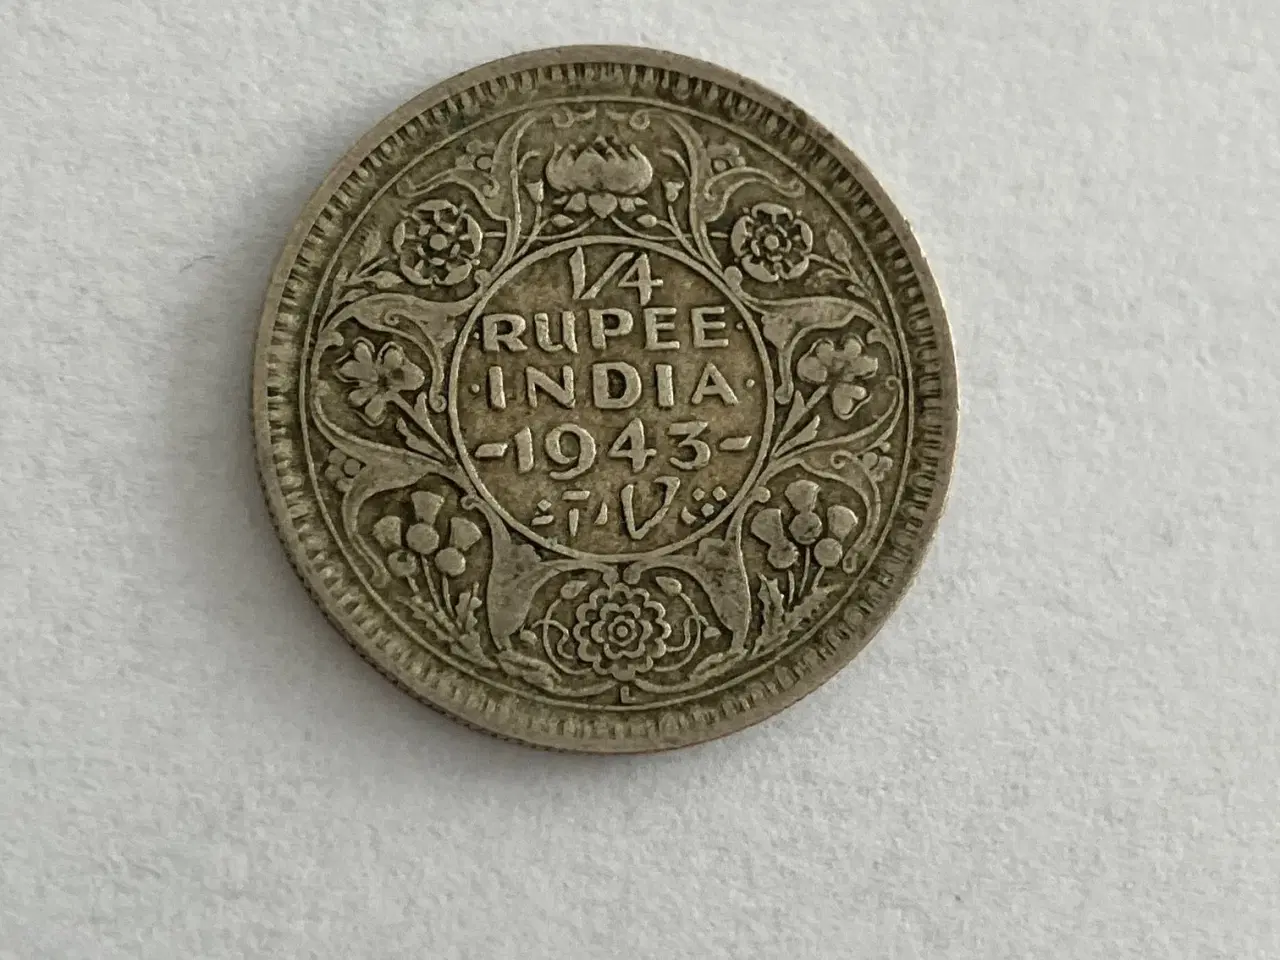 1/4
RUPEE
·INDIA·
-1943-
L